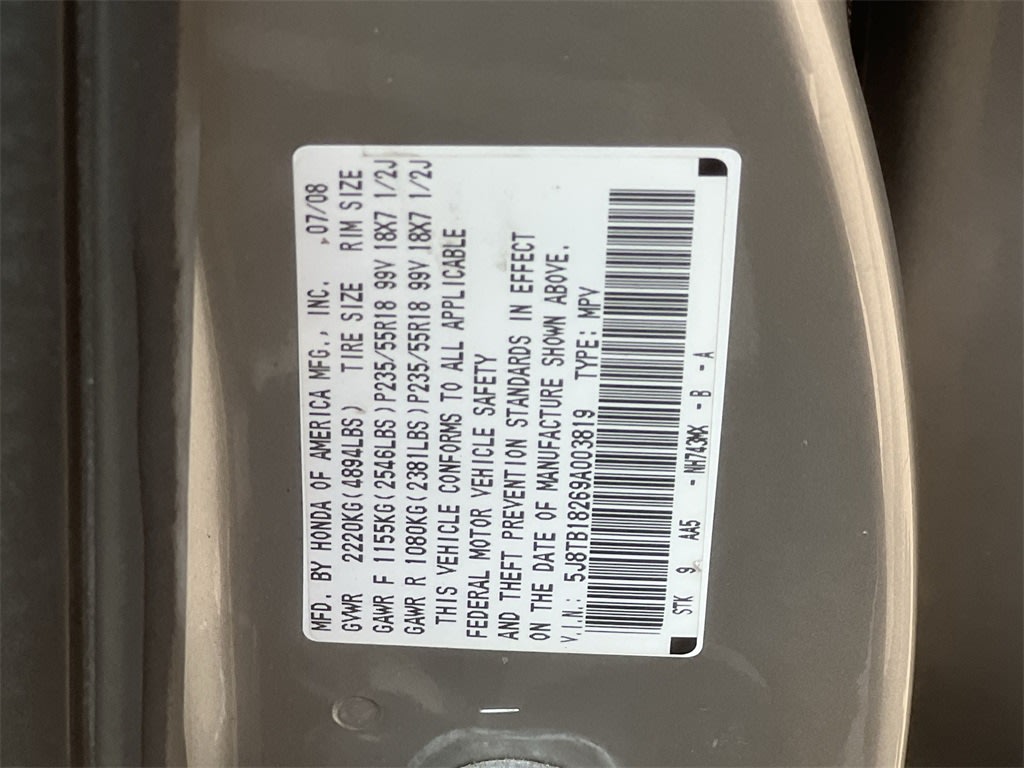 MFD. BY HONDA OF AMERICA MFG., INC. 07/08
GVWR 2220KG(4894LBS) TIRE SIZE RIM SIZE
GAWR F 1155KG(2546LBS)P235/55R18 99V 18X7 1/2J
GAWR R 1080KG(2381LBS)P235/55R18 99V 18X7 1/2J
THIS VEHICLE CONFORMS TO ALL APPLICABLE
FEDERAL MOTOR VEHICLE SAFETY
AND THEFT PREVENTION STANDARDS IN EFFECT
ON THE DATE OF MANUFACTURE SHOWN ABOVE.
V.I.N.: 5J8TB18269A003819 TYPE: MPV
STK 9 AA5 - NH743MX - B - A